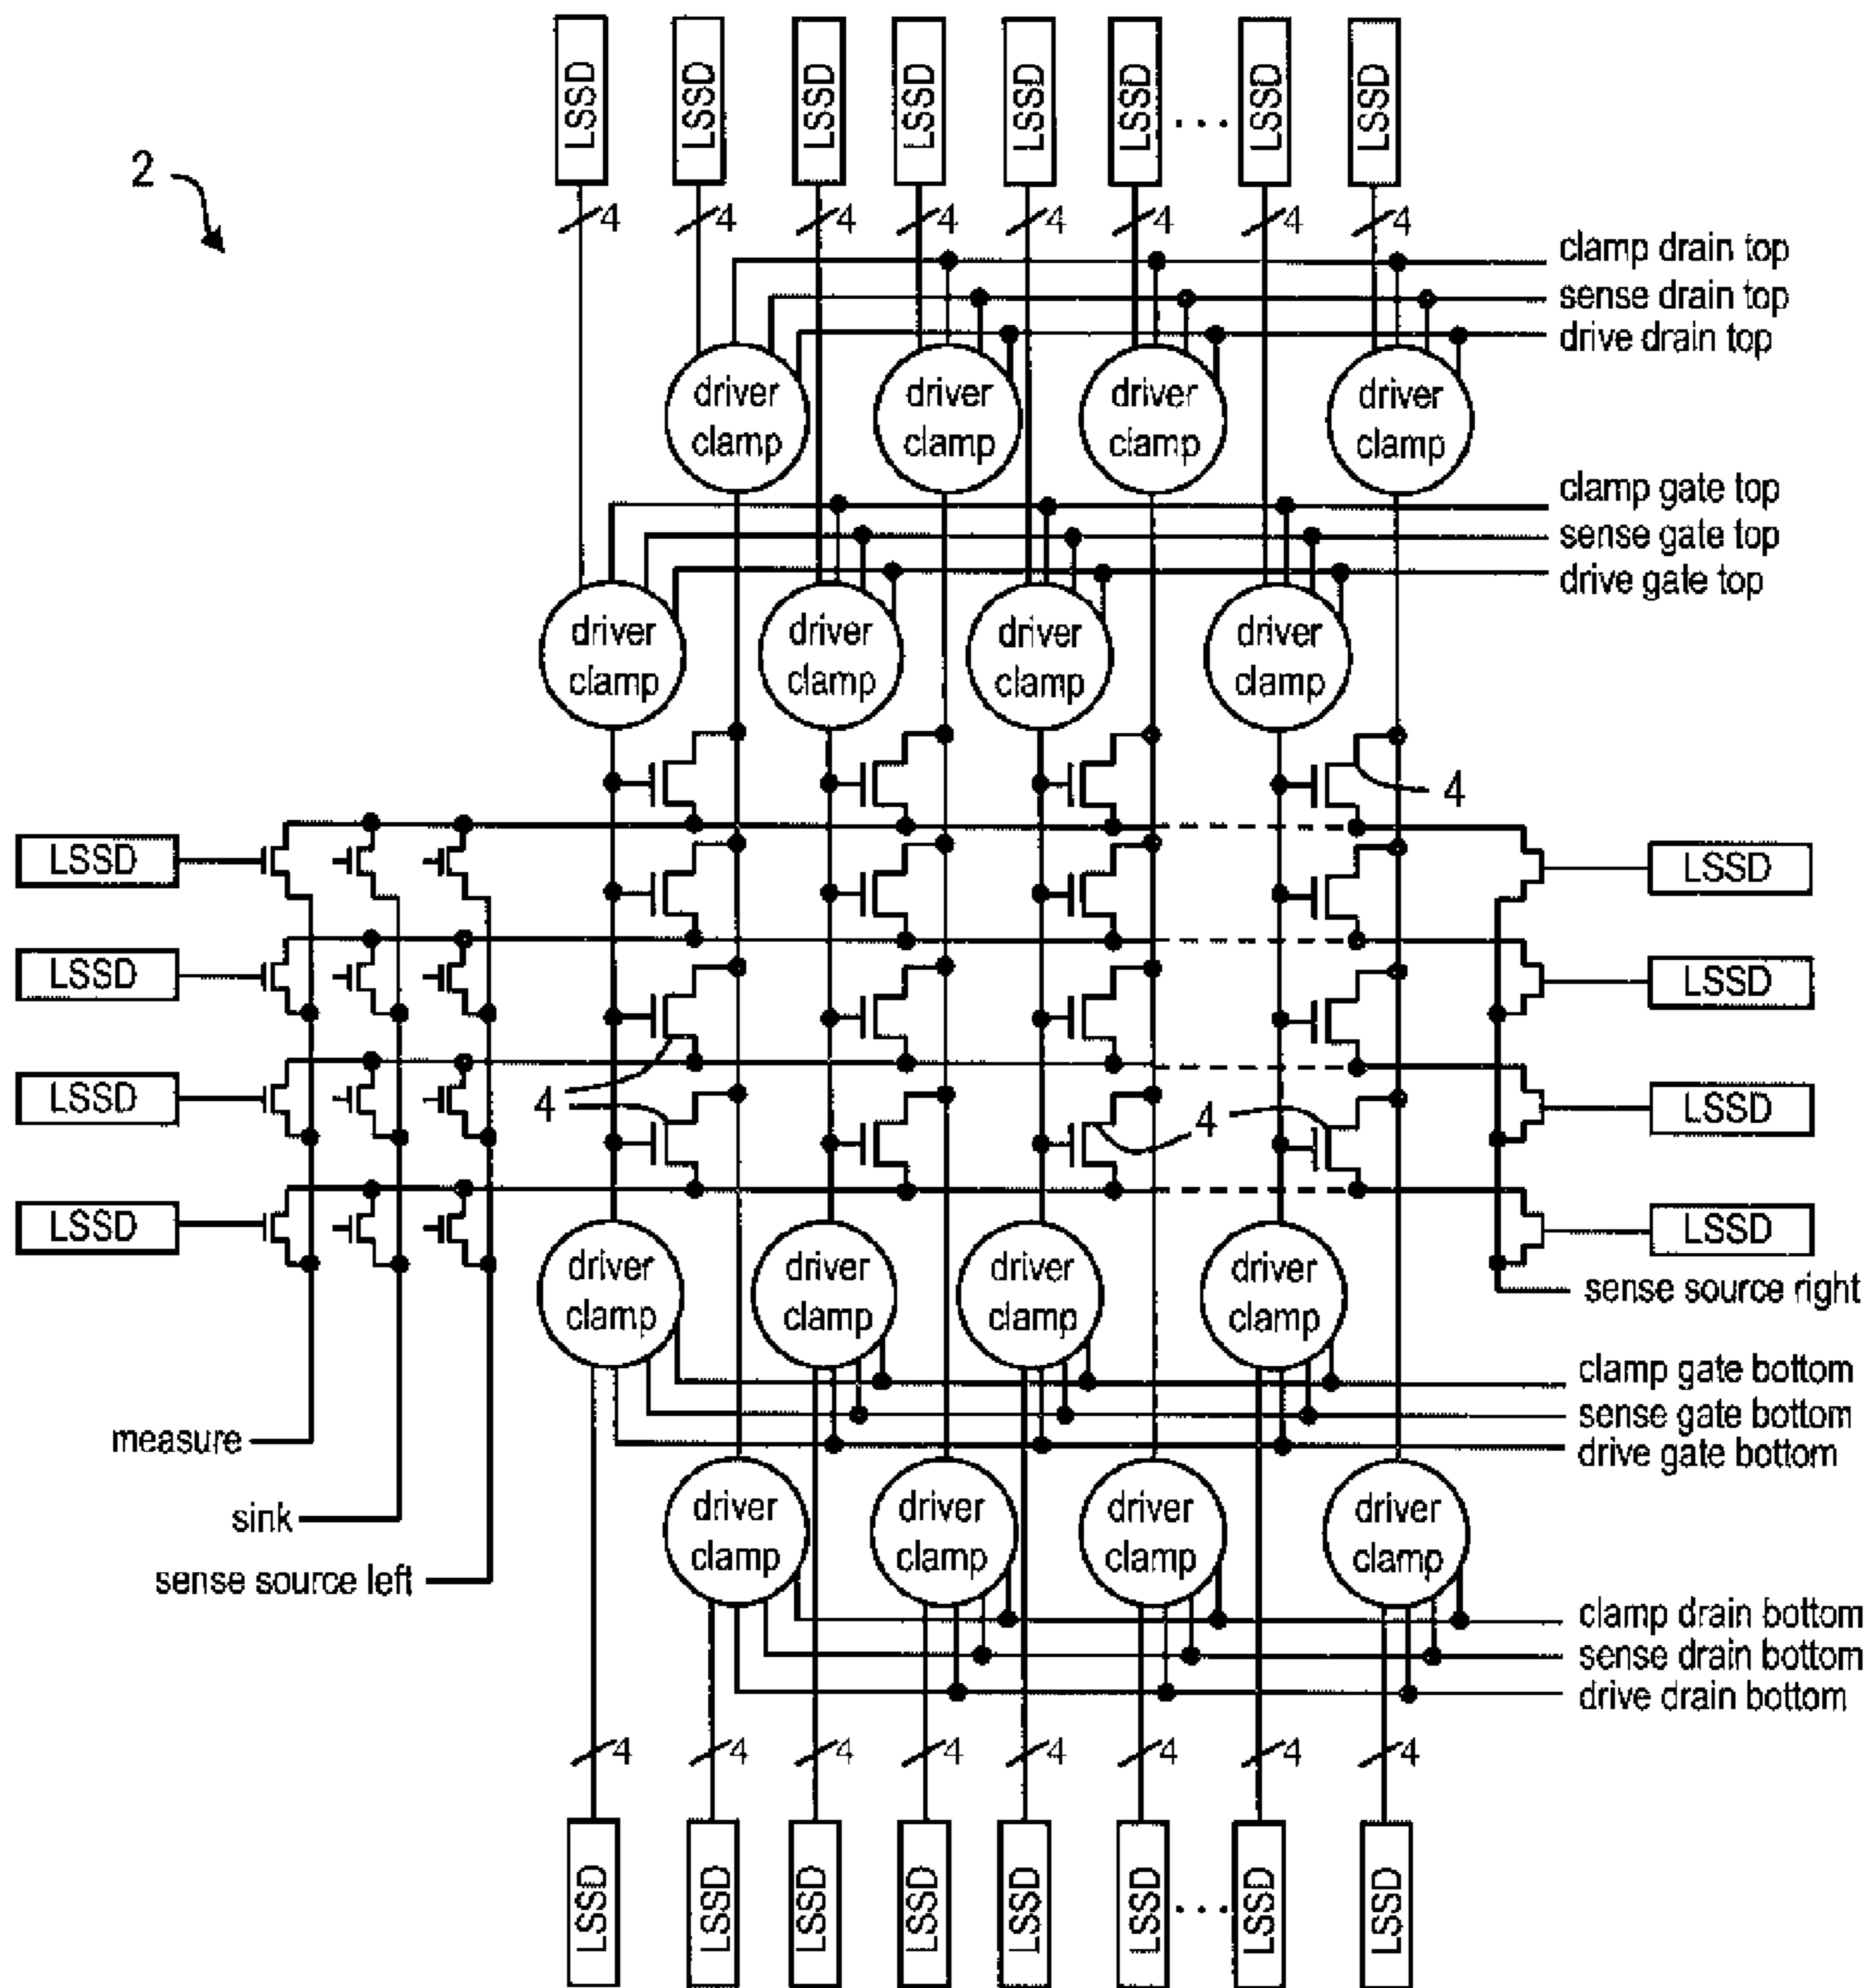 LSSD LSSD LSSD LSSD LSSD LSSD ... LSSD LSSD
2
4 4 4 4 4 4 4 4
clamp drain top
sense drain top
drive drain top
driver clamp driver clamp driver clamp driver clamp
clamp gate top
sense gate top
drive gate top
driver clamp driver clamp driver clamp driver clamp
4
LSSD LSSD
LSSD LSSD
LSSD LSSD
4 4
LSSD LSSD
driver clamp driver clamp driver clamp driver clamp
sense source right
clamp gate bottom
sense gate bottom
drive gate bottom
measure
sink
sense source left
driver clamp driver clamp driver clamp driver clamp
clamp drain bottom
sense drain bottom
drive drain bottom
4 4 4 4 4 4 4 4
LSSD LSSD LSSD LSSD LSSD LSSD ... LSSD LSSD